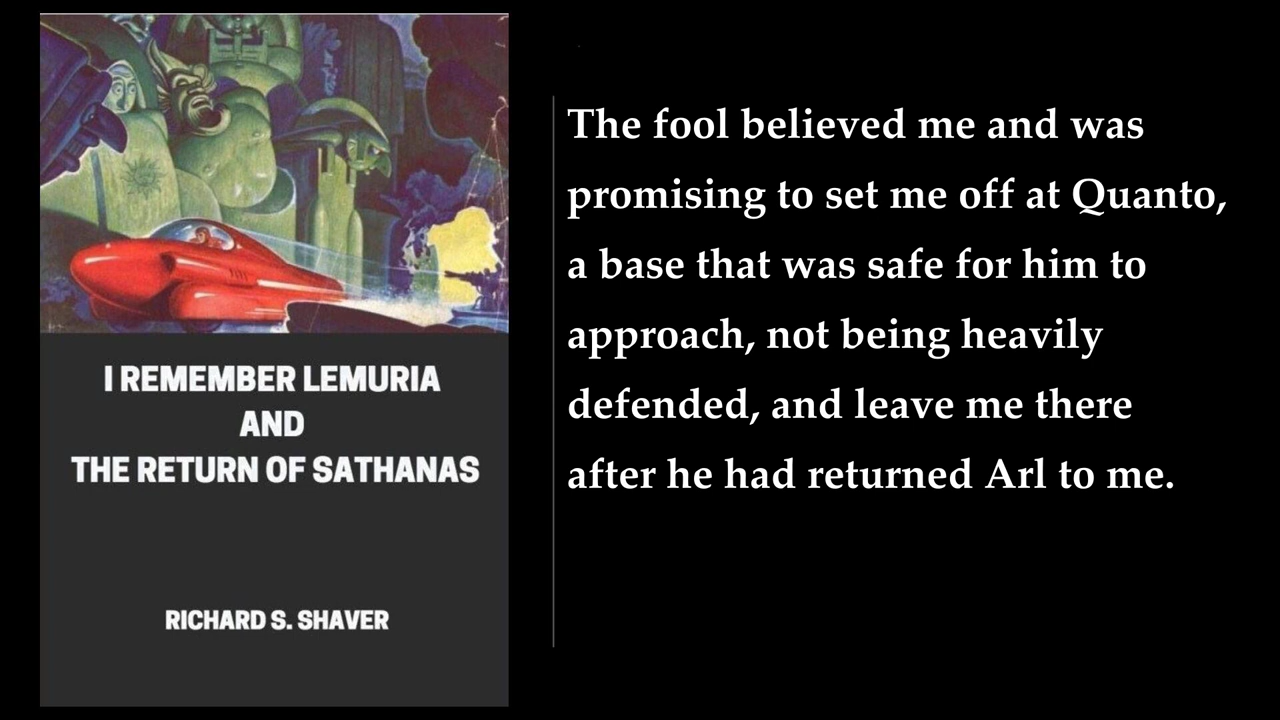 I REMEMBER LEMURIA
AND
THE RETURN OF SATHANAS
RICHARD S. SHAVER
The fool believed me and was
promising to set me off at Quanto,
a base that was safe for him to
approach, not being heavily
defended, and leave me there
after he had returned Arl to me.